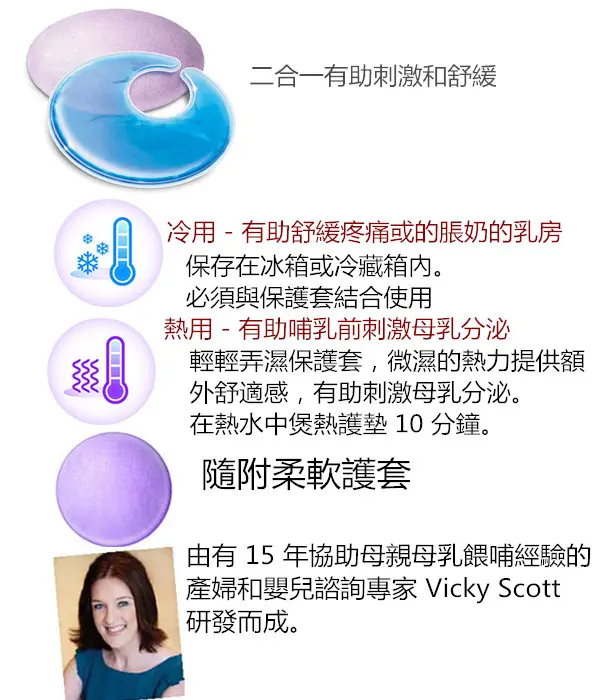 二合一有助刺激和舒緩
冷用 - 有助舒緩疼痛或的脹奶的乳房
保存在冰箱或冷藏箱內。
必須與保護套結合使用
熱用 - 有助哺乳前刺激母乳分泌
輕輕弄濕保護套，微濕的熱力提供額
外舒適感，有助刺激母乳分泌。
在熱水中煲熱護墊 10 分鐘。
隨附柔軟護套
由有 15 年協助母親母乳餵哺經驗的
產婦和嬰兒諮詢專家 Vicky Scott
研發而成。